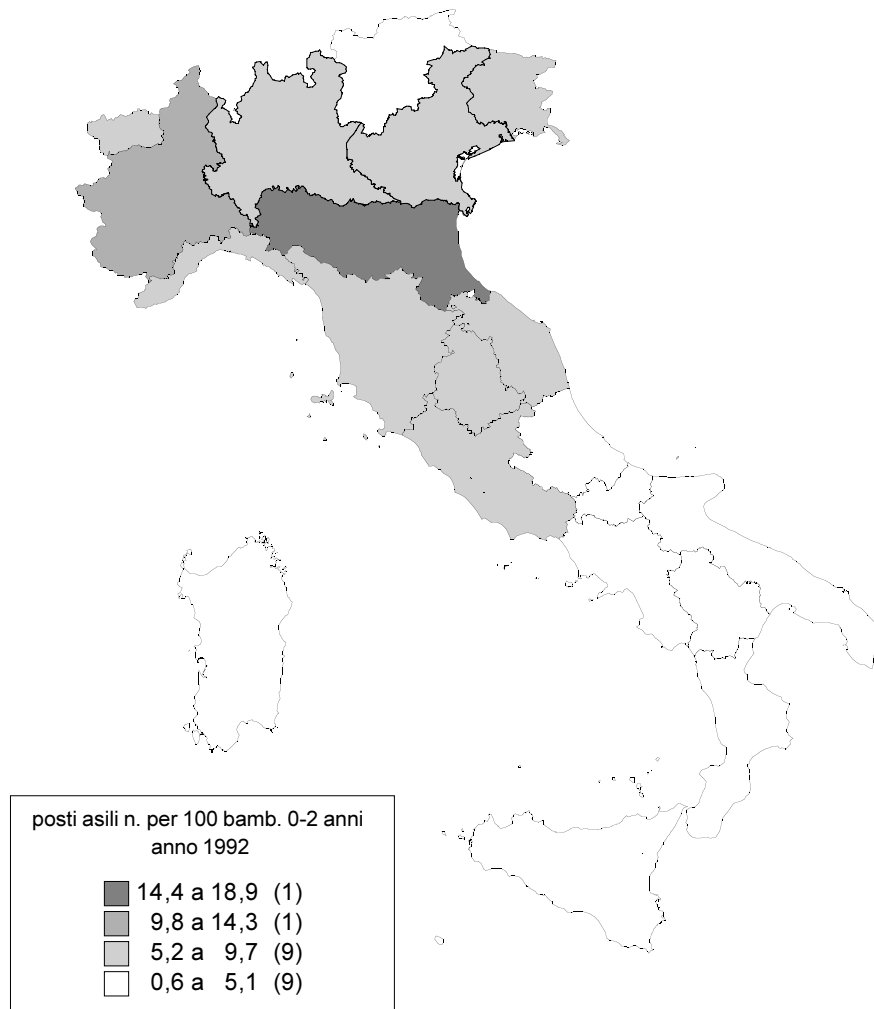 posti asili n. per 100 bamb. 0-2 anni
anno 1992
14,4 a 18,9 (1)
9,8 a 14,3 (1)
5,2 a 9,7 (9)
0,6 a 5,1 (9)